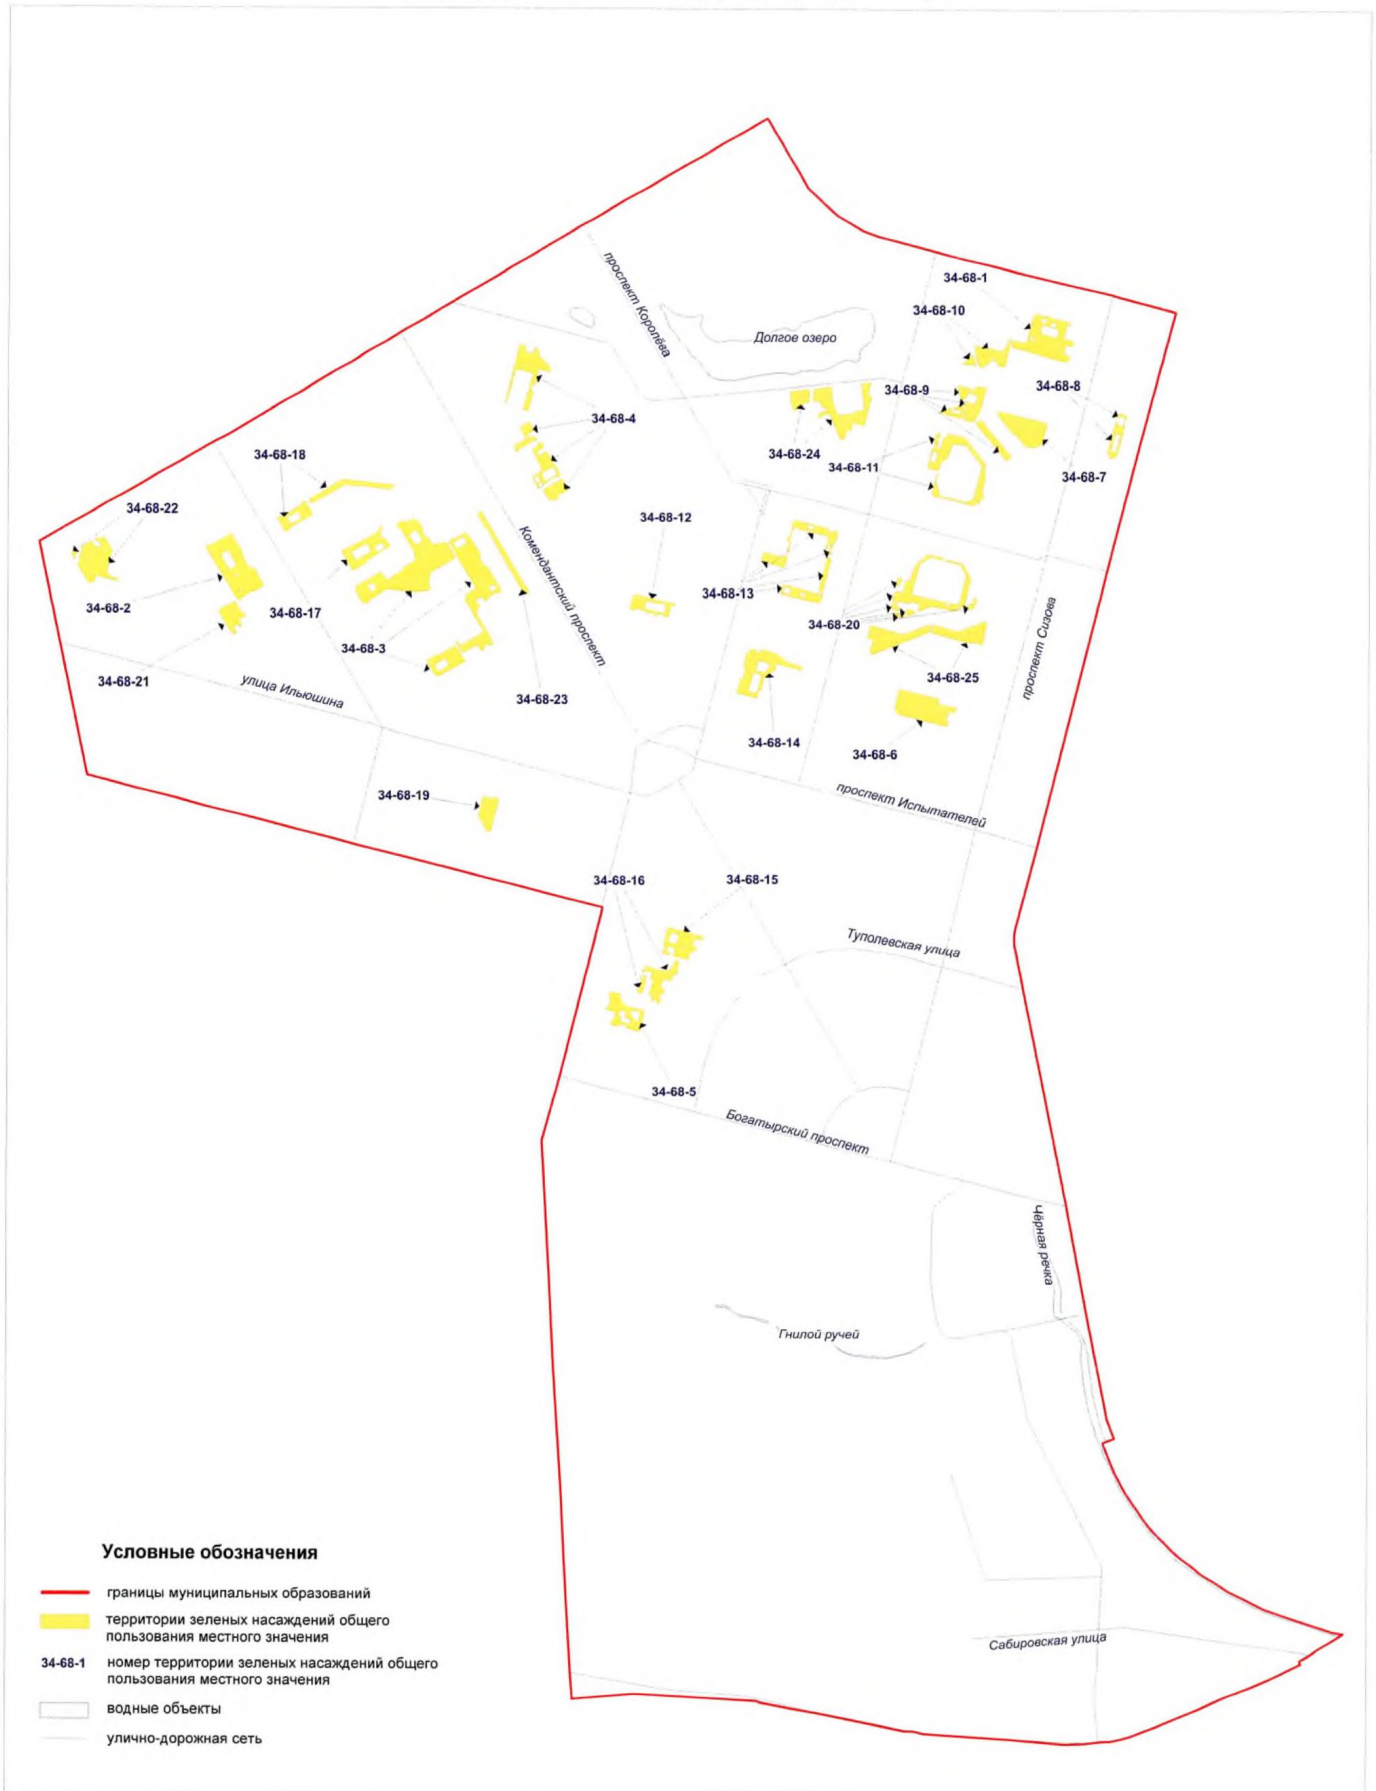 34-68-1
34-68-10
проспект Королёва
Долгое озеро
34-68-8
34-68-9
34-68-4
34-68-18
34-68-24
34-68-11
34-68-7
34-68-22
34-68-12
Комендантский проспект
34-68-2
34-68-17
34-68-13
34-68-20
проспект Сизова
34-68-3
34-68-21
улица Ильюшина
34-68-23
34-68-25
34-68-14
34-68-6
34-68-19
проспект Испытателей
34-68-16
34-68-15
Туполевская улица
34-68-5
Богатырский проспект
Чёрная речка
Гнилой ручей
Сабировская улица
Условные обозначения
границы муниципальных образований
территории зеленых насаждений общего
пользования местного значения
34-68-1
номер территории зеленых насаждений общего
пользования местного значения
водные объекты
улично-дорожная сеть